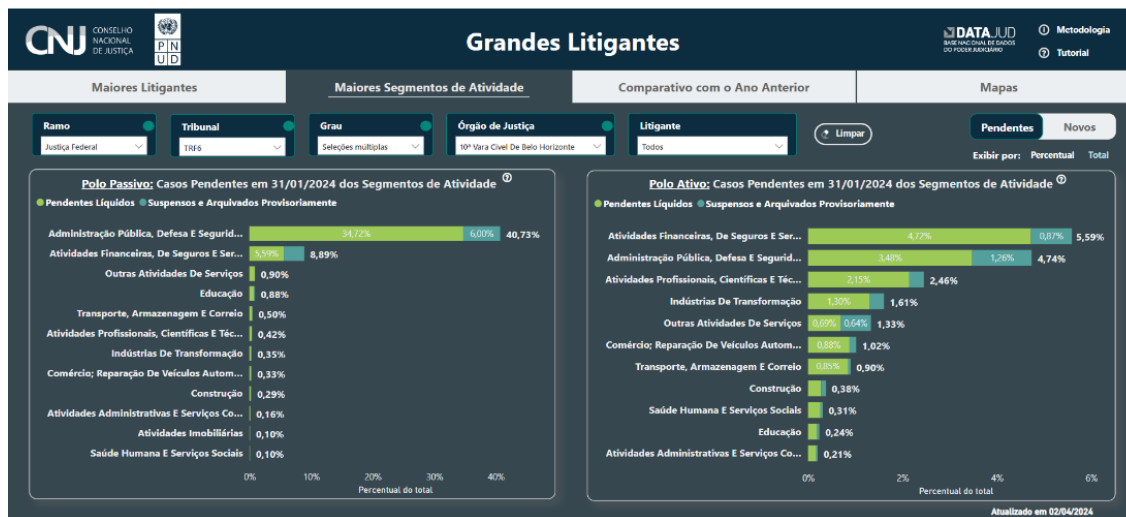 CNJ CONSELHO NACIONAL DE JUSTIÇA
P N U D
Grandes Litigantes
DATAJUD
BASE NACIONAL DE DADOS DO PODER JUDICIÁRIO
Metodologia
Tutorial
Maiores Litigantes
Maiores Segmentos de Atividade
Comparativo com o Ano Anterior
Mapas
Ramo
Justiça Federal
Tribunal
TRF6
Grau
Seleções múltiplas
Órgão de Justiça
10ª Vara Civel De Belo Horizonte
Litigante
Todos
Limpar
Pendentes
Novos
Exibir por: Percentual Total
Polo Passivo: Casos Pendentes em 31/01/2024 dos Segmentos de Atividade
Pendentes Líquidos Suspensos e Arquivados Provisoriamente
Administração Pública, Defesa E Segurid... 34,72% 6,00% 40,73%
Atividades Financeiras, De Seguros E Ser... 5,59% 8,89%
Outras Atividades De Serviços 0,90%
Educação 0,88%
Transporte, Armazenagem E Correio 0,50%
Atividades Profissionais, Científicas E Téc... 0,42%
Indústrias De Transformação 0,35%
Comércio; Reparação De Veículos Autom... 0,33%
Construção 0,29%
Atividades Administrativas E Serviços Co... 0,16%
Atividades Imobiliárias 0,10%
Saúde Humana E Serviços Sociais 0,10%
0% 10% 20% 30% 40%
Percentual do total
Polo Ativo: Casos Pendentes em 31/01/2024 dos Segmentos de Atividade
Pendentes Líquidos Suspensos e Arquivados Provisoriamente
Atividades Financeiras, De Seguros E Ser... 4,72% 0,87% 5,59%
Administração Pública, Defesa E Segurid... 3,48% 1,26% 4,74%
Atividades Profissionais, Científicas E Téc... 2,15% 2,46%
Indústrias De Transformação 1,30% 1,61%
Outras Atividades De Serviços 0,69% 0,64% 1,33%
Comércio; Reparação De Veículos Autom... 0,88% 1,02%
Transporte, Armazenagem E Correio 0,85% 0,90%
Construção 0,38%
Saúde Humana E Serviços Sociais 0,31%
Educação 0,24%
Atividades Administrativas E Serviços Co... 0,21%
0% 2% 4% 6%
Percentual do total
Atualizado em 02/04/2024